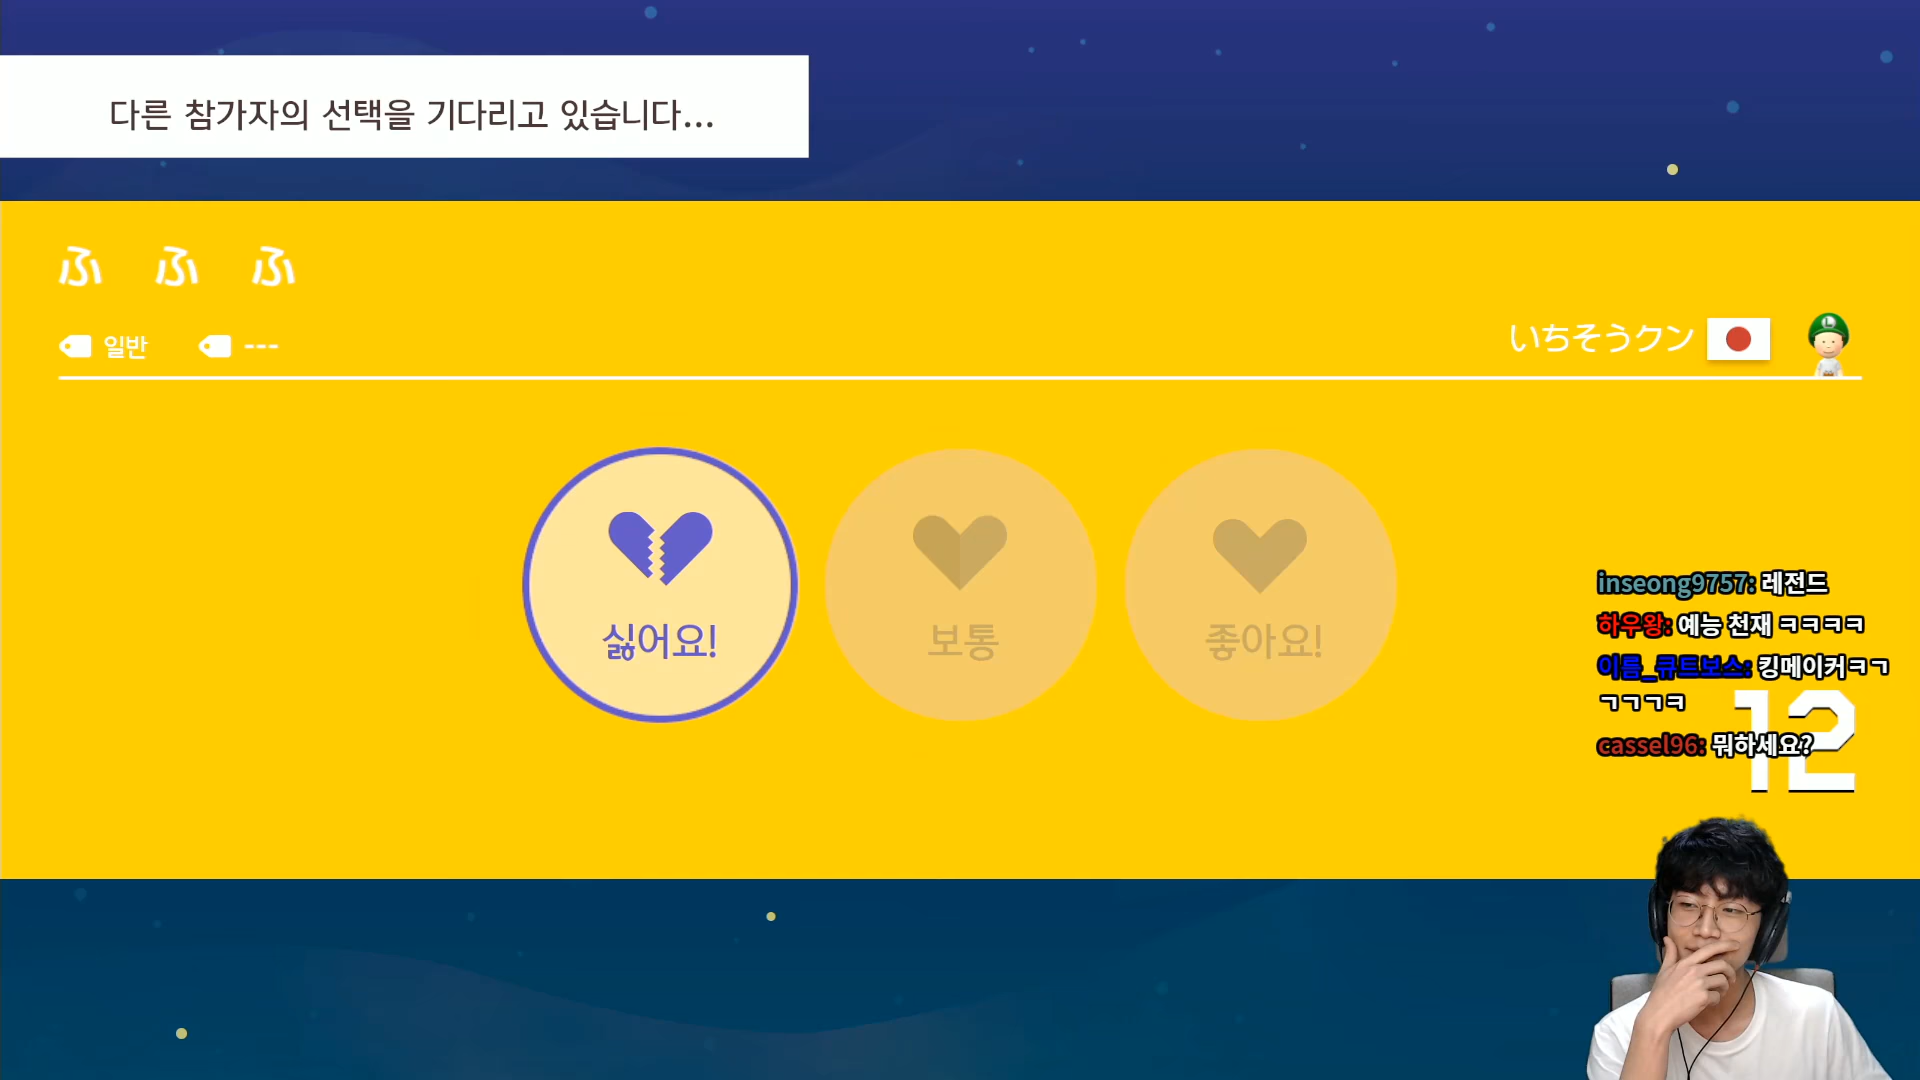 다른 참가자의 선택을 기다리고 있습니다...
ふ ふ ふ
일반 ---
いちそうクン
L
싫어요!
보통
좋아요!
inseong9757: 레전드
하우왕: 예능 천재 ㅋㅋㅋㅋ
이름_큐트보스: 킹메이커ㅋㄱ
ㄱㄱㄱㅋ
cassel96: 뭐하세요?
12